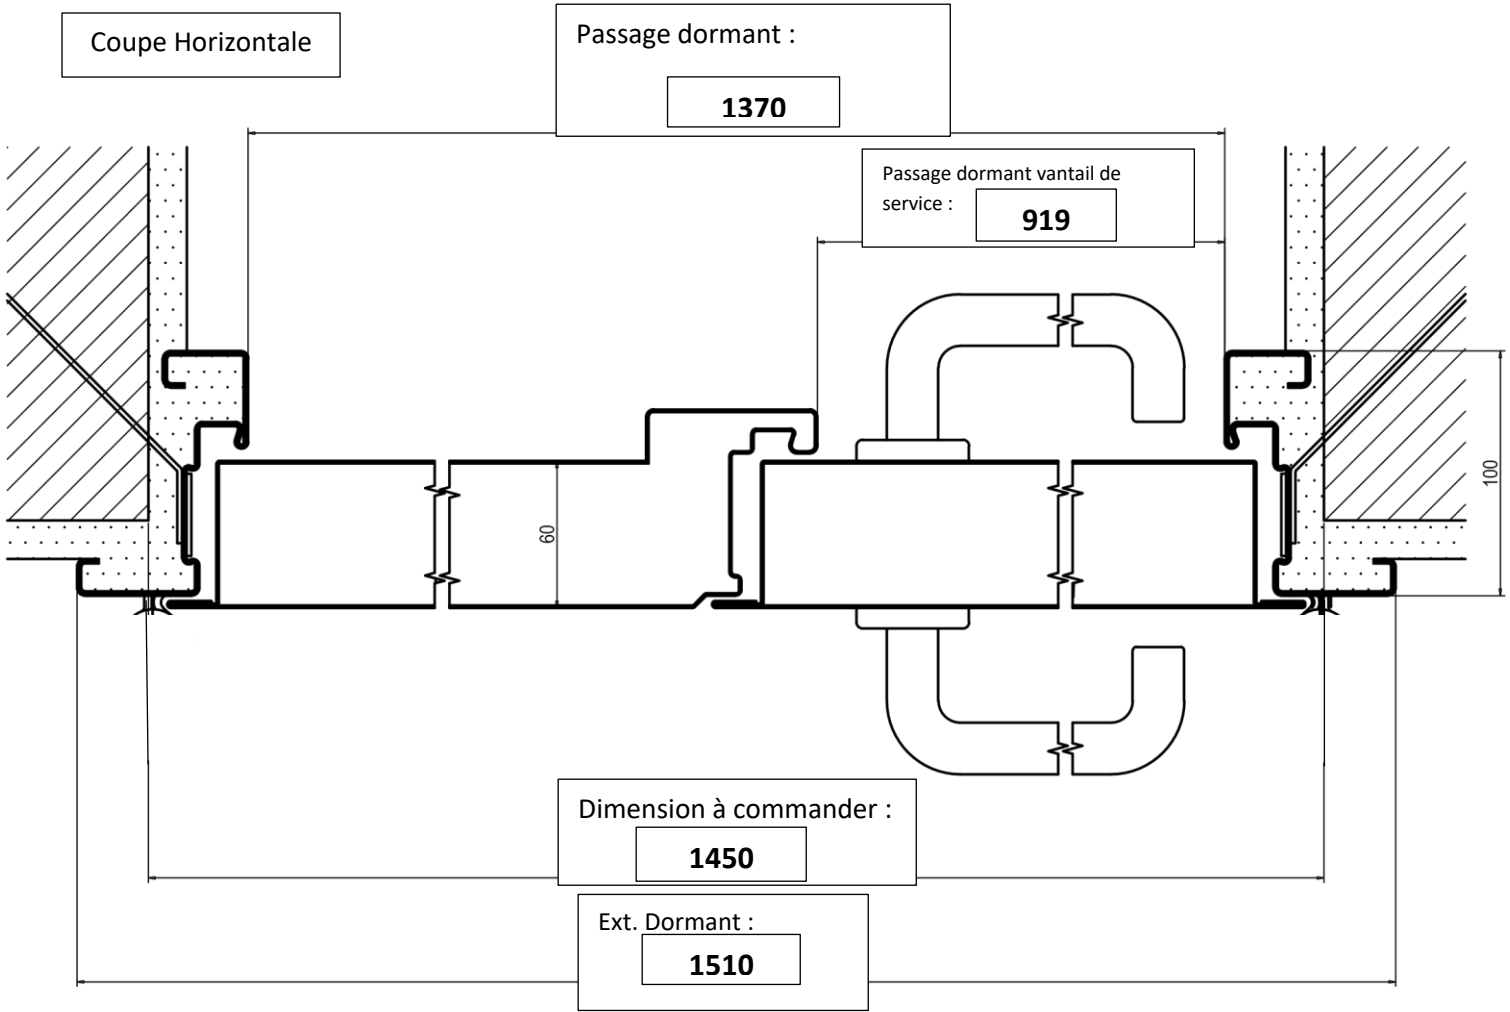 Coupe Horizontale
Passage dormant :
1370
Passage dormant vantail de
service :
919
100
60
Dimension à commander :
1450
Ext. Dormant :
1510